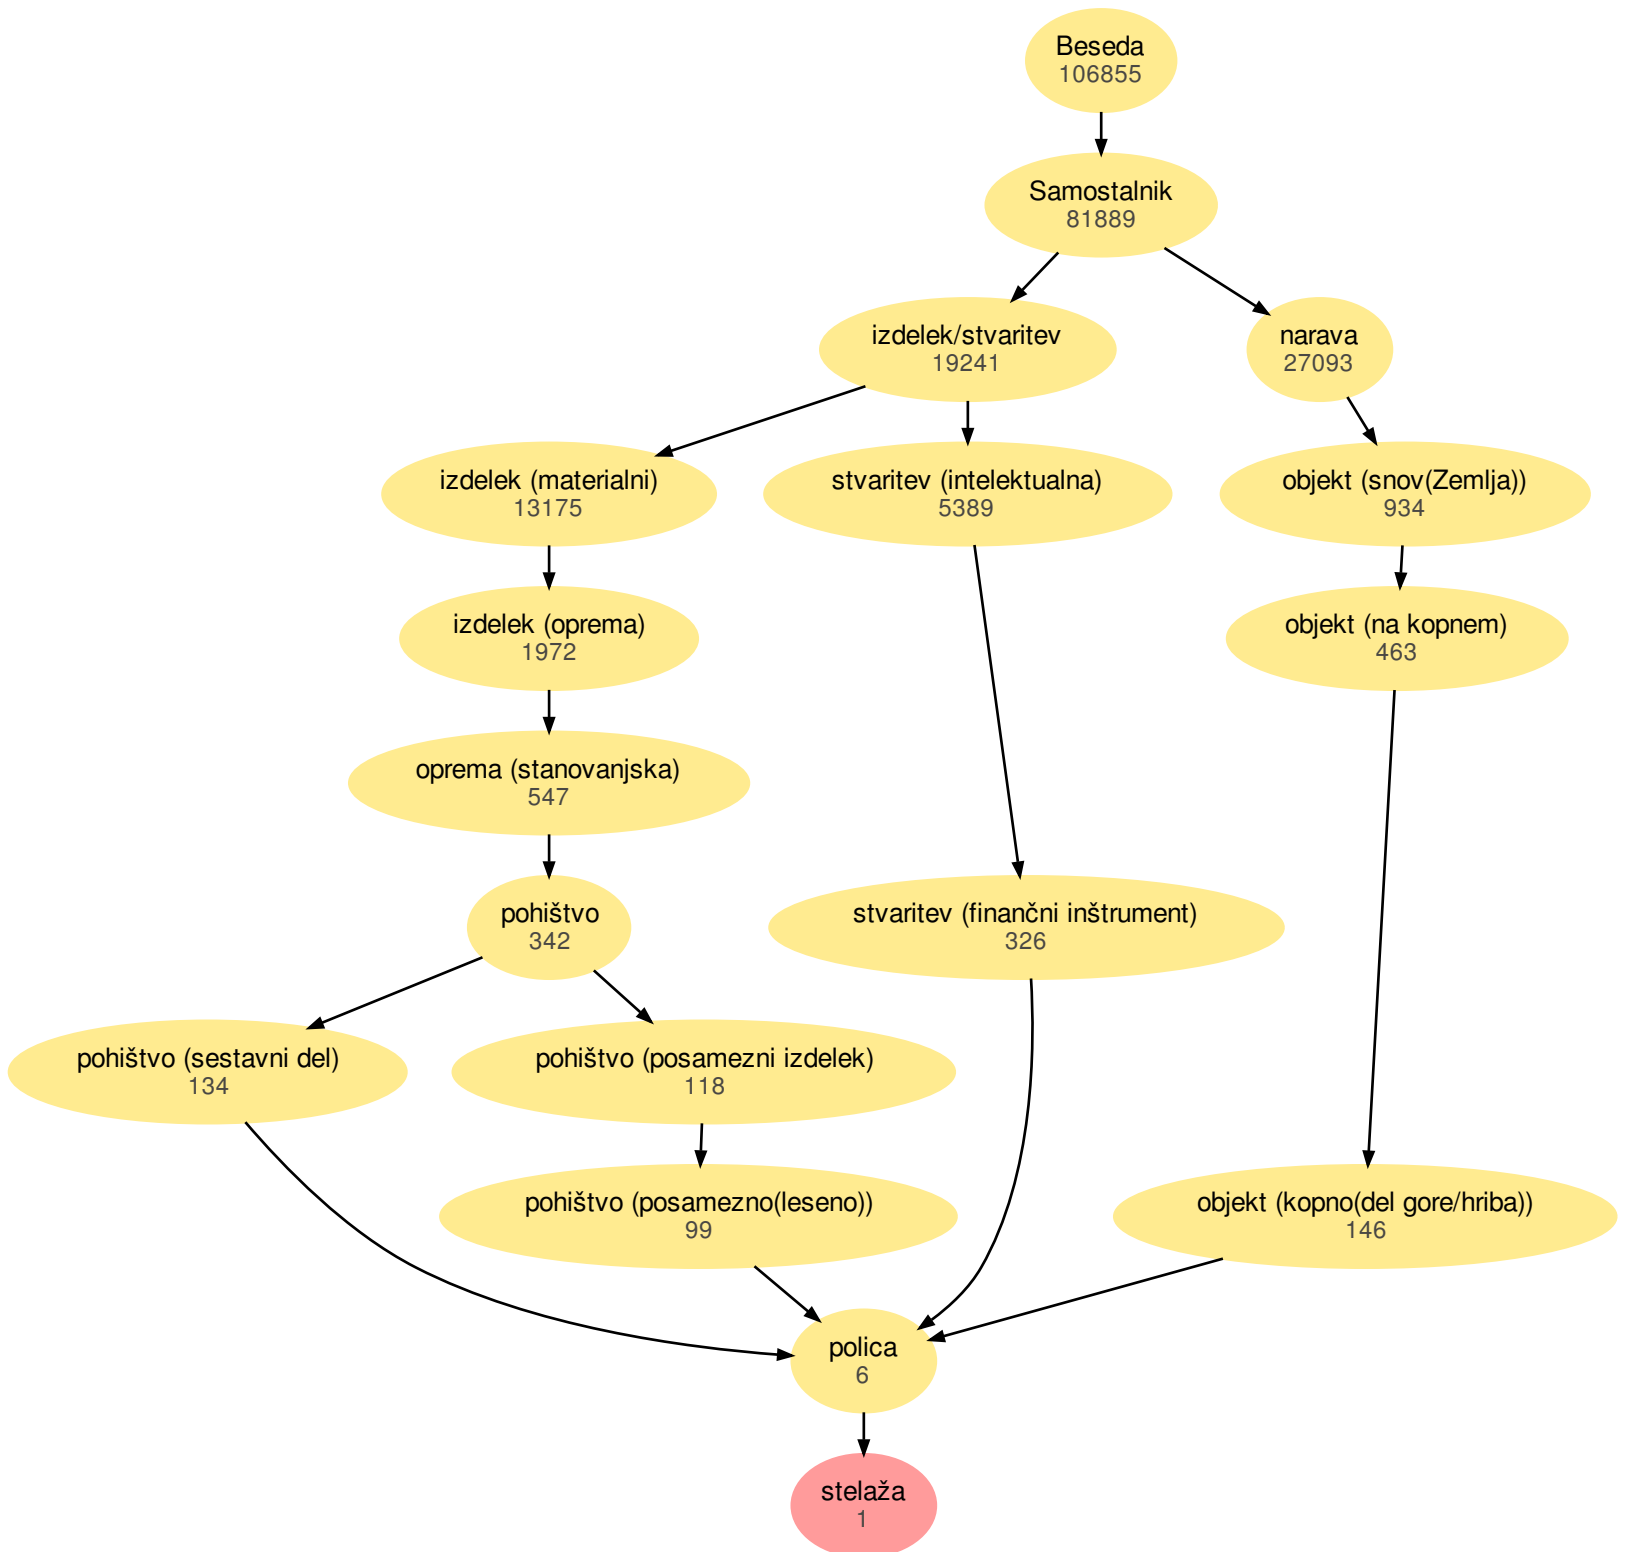 Beseda
106855
Samostalnik
81889
izdelek/stvaritev
19241
narava
27093
izdelek (materialni)
13175
stvaritev (intelektualna)
5389
objekt (snov(Zemlja))
934
izdelek (oprema)
1972
objekt (na kopnem)
463
oprema (stanovanjska)
547
pohištvo
342
stvaritev (finančni inštrument)
326
pohištvo (sestavni del)
134
pohištvo (posamezni izdelek)
118
pohištvo (posamezno(leseno))
99
objekt (kopno(del gore/hriba))
146
polica
6
stelaža
1